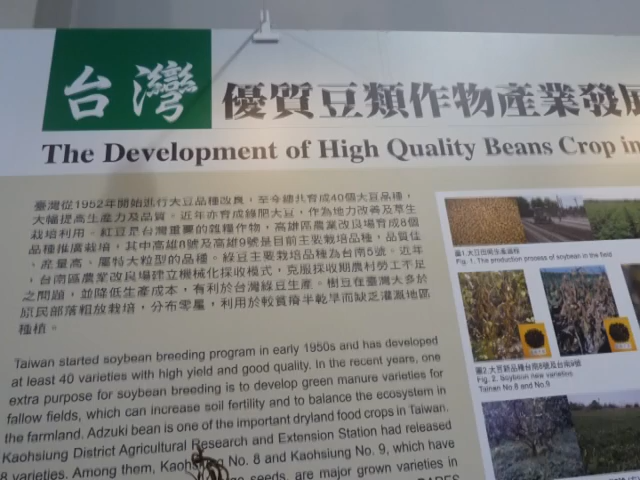 台灣
優質豆類作物產業發展
The Development of High Quality Beans Crop in
臺灣從1952年開始進行大豆品種改良，至今總共育成40個大豆品種，
大幅提高生產力及品質。近年亦育成綠肥大豆，作為地力改善及草生
栽培利用。紅豆是台灣重要的雜糧作物，高雄區農業改良場育成8個
品種推廣栽培，其中高雄8號及高雄9號是目前主要栽培品種，品質佳
、產量高、屬特大粒型的品種。綠豆主要栽培品種為台南5號。近年
，台南區農業改良場建立機械化採收模式，克服採收期農村勞工不足
之問題，並降低生產成本，有利於台灣綠豆生產。樹豆在臺灣大多於
原民部落粗放栽培，分布零星，利用於較貧瘠半乾旱而缺乏灌溉地區
種植。
Taiwan started soybean breeding program in early 1950s and has developed
at least 40 varieties with high yield and good quality. In the recent years, one
extra purpose for soybean breeding is to develop green manure varieties for
fallow fields, which can increase soil fertility and to balance the ecosystem in
the farmland. Adzuki bean is one of the important dryland food crops in Taiwan.
Kaohsiung District Agricultural Research and Extension Station had released
8 varieties. Among them, Kaohsiung No. 8 and Kaohsiung No. 9, which have
seeds, are major grown varieties in
圖1.大豆田間生產過程
Fig. 1. The production process of soybean in the field
圖2.大豆新品種台南8號及台南9號
Fig. 2. Soybean new varieties
Tainan No.8 and No.9